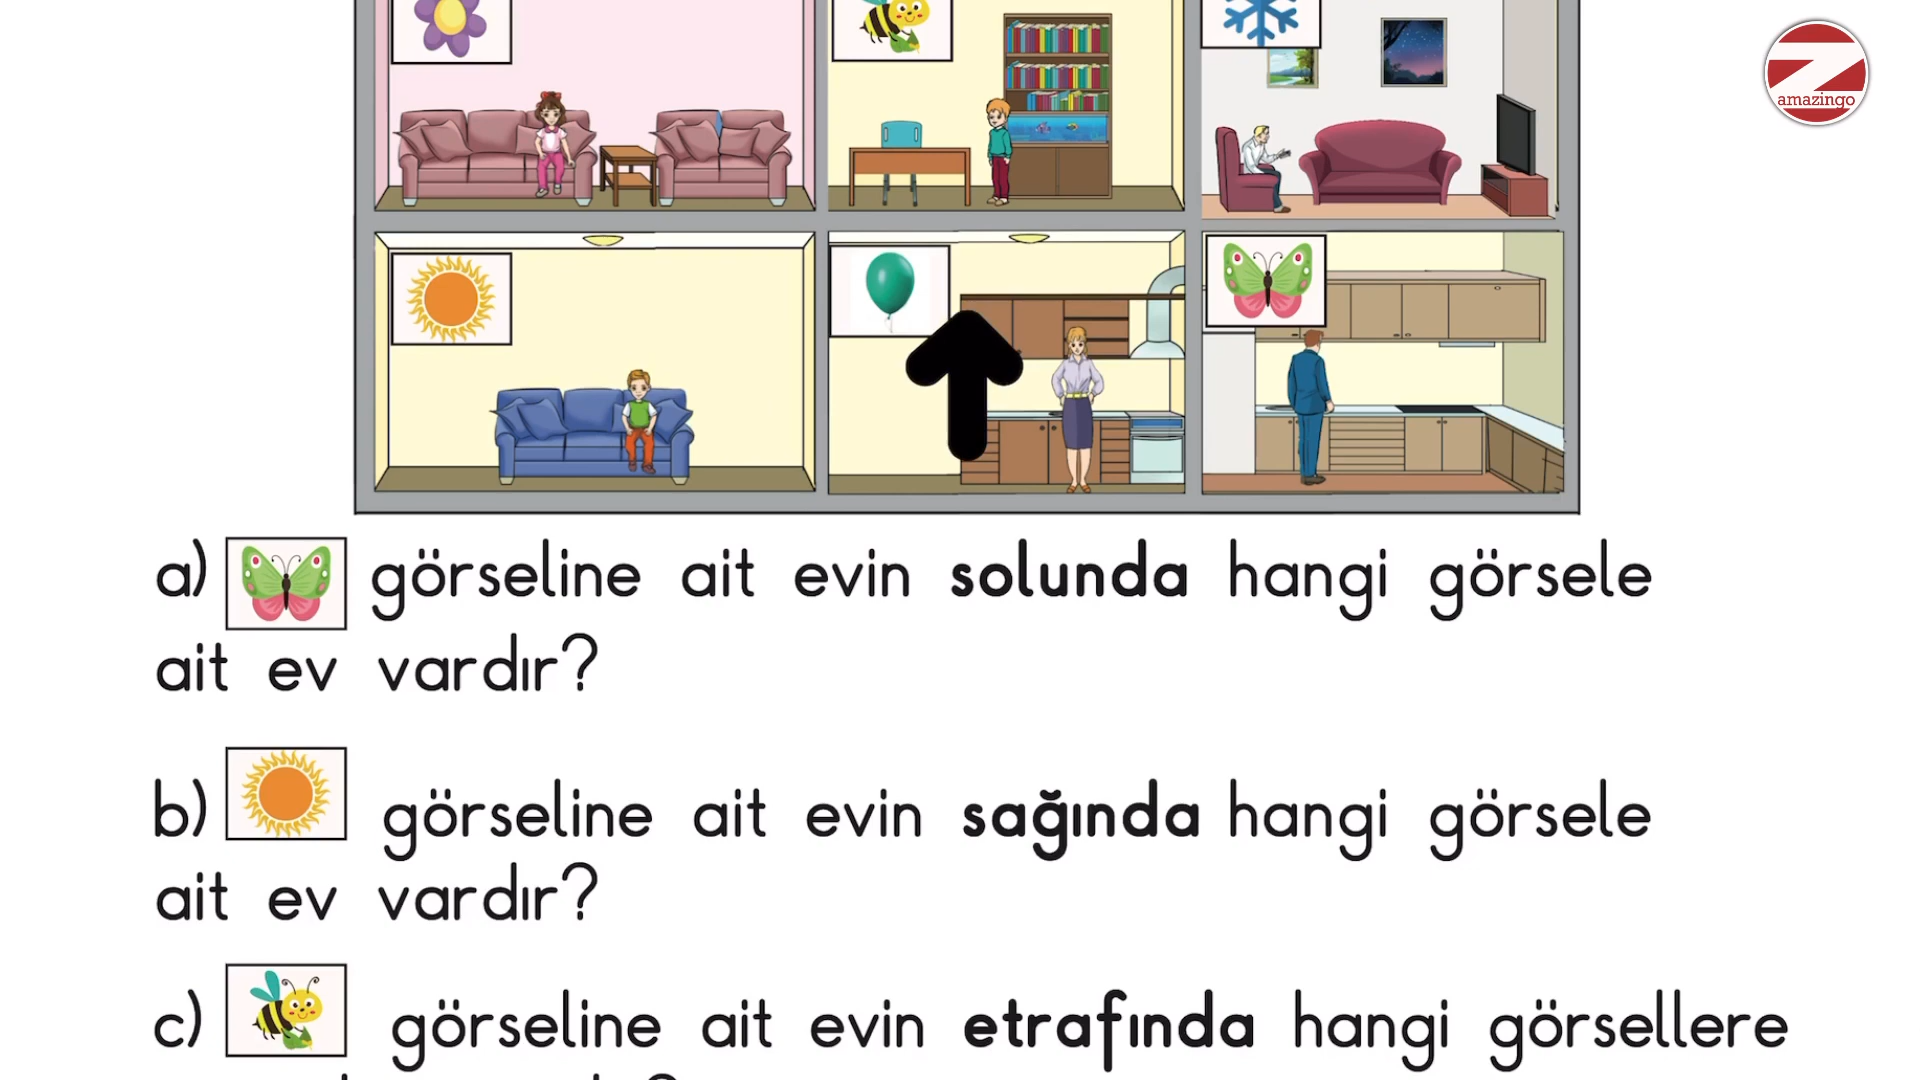 amazingo
a) görseline ait evin solunda hangi görsele
ait ev vardır?
b) görseline ait evin sağında hangi görsele
ait ev vardır?
c) görseline ait evin etrafında hangi görsellere